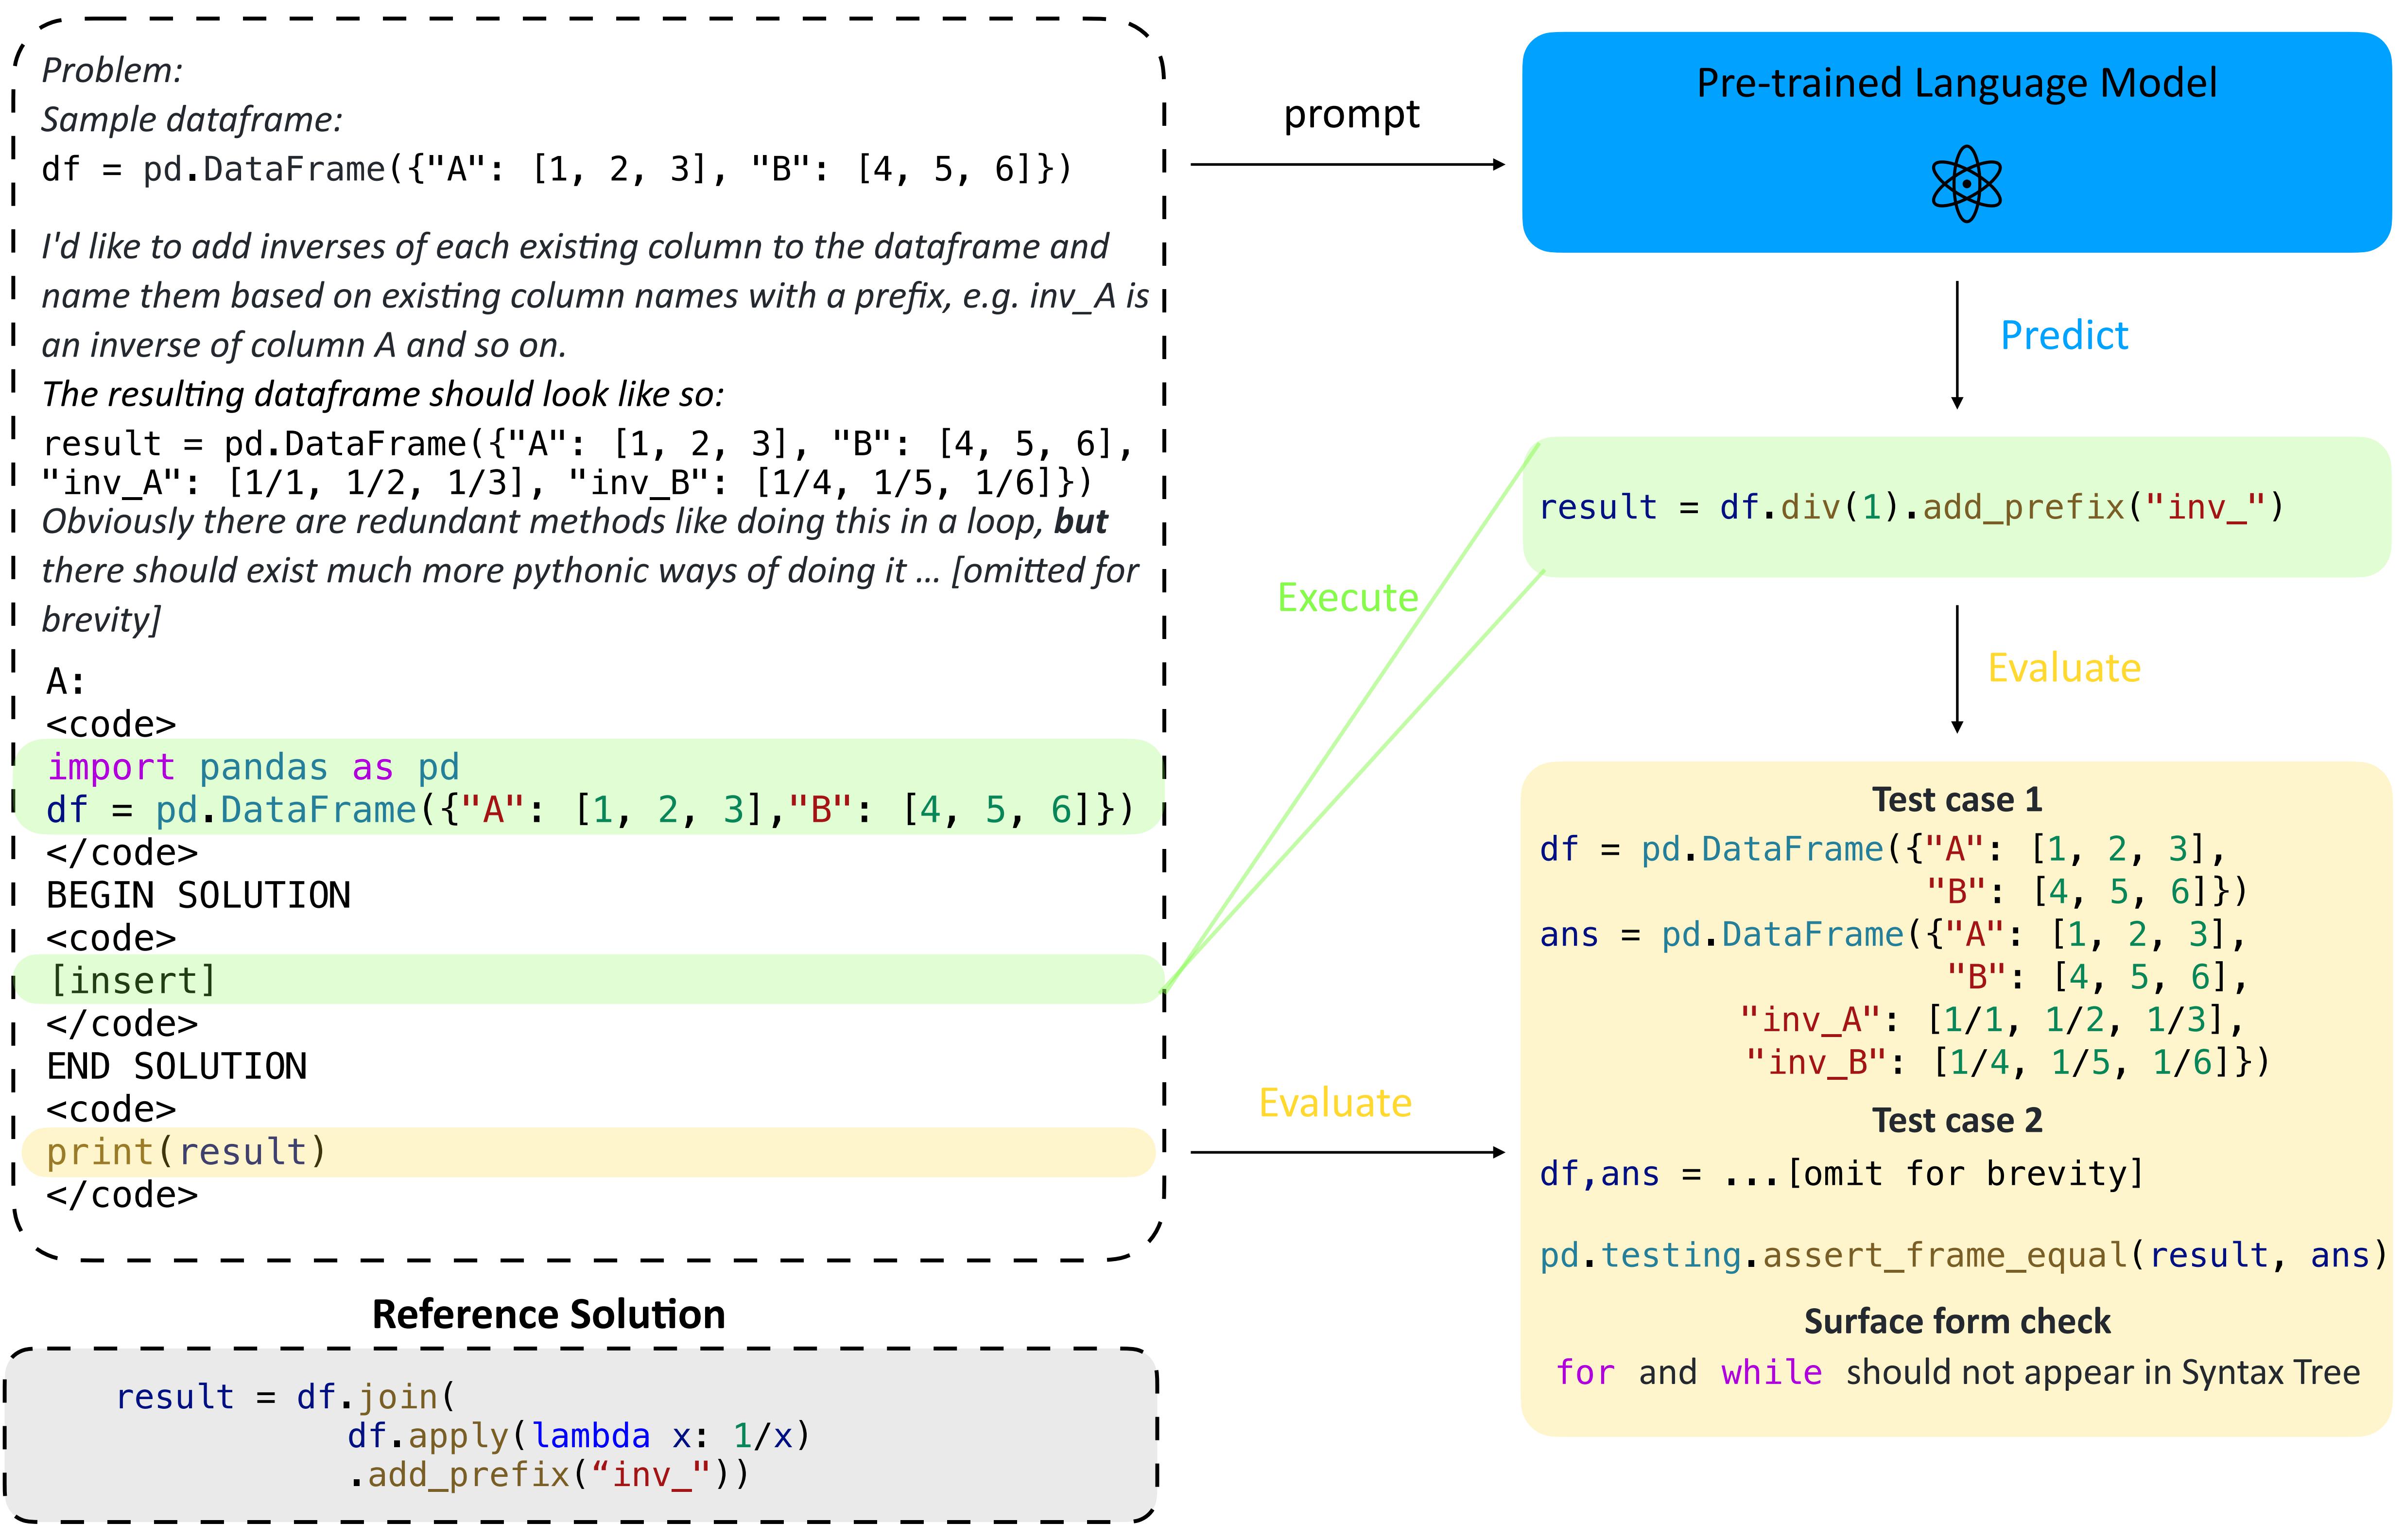 Problem:
Sample dataframe:
df = pd.DataFrame({"A": [1, 2, 3], "B": [4, 5, 6]})
I'd like to add inverses of each existing column to the dataframe and
name them based on existing column names with a prefix, e.g. inv_A is
an inverse of column A and so on.
The resulting dataframe should look like so:
result = pd.DataFrame({"A": [1, 2, 3], "B": [4, 5, 6],
"inv_A": [1/1, 1/2, 1/3], "inv_B": [1/4, 1/5, 1/6]})
Obviously there are redundant methods like doing this in a loop, but
there should exist much more pythonic ways of doing it … [omitted for
brevity]
A:
<code>
import pandas as pd
df = pd.DataFrame({"A": [1, 2, 3],"B": [4, 5, 6]})
</code>
BEGIN SOLUTION
<code>
[insert]
</code>
END SOLUTION
<code>
print(result)
</code>
Reference Solution
result = df.join(
df.apply(lambda x: 1/x)
.add_prefix(“inv_"))
prompt
Execute
Evaluate
Pre-trained Language Model
Predict
result = df.div(1).add_prefix("inv_")
Evaluate
Test case 1
df = pd.DataFrame({"A": [1, 2, 3],
"B": [4, 5, 6]})
ans = pd.DataFrame({"A": [1, 2, 3],
"B": [4, 5, 6],
"inv_A": [1/1, 1/2, 1/3],
"inv_B": [1/4, 1/5, 1/6]})
Test case 2
df,ans = ...[omit for brevity]
pd.testing.assert_frame_equal(result, ans)
Surface form check
for and while should not appear in Syntax Tree